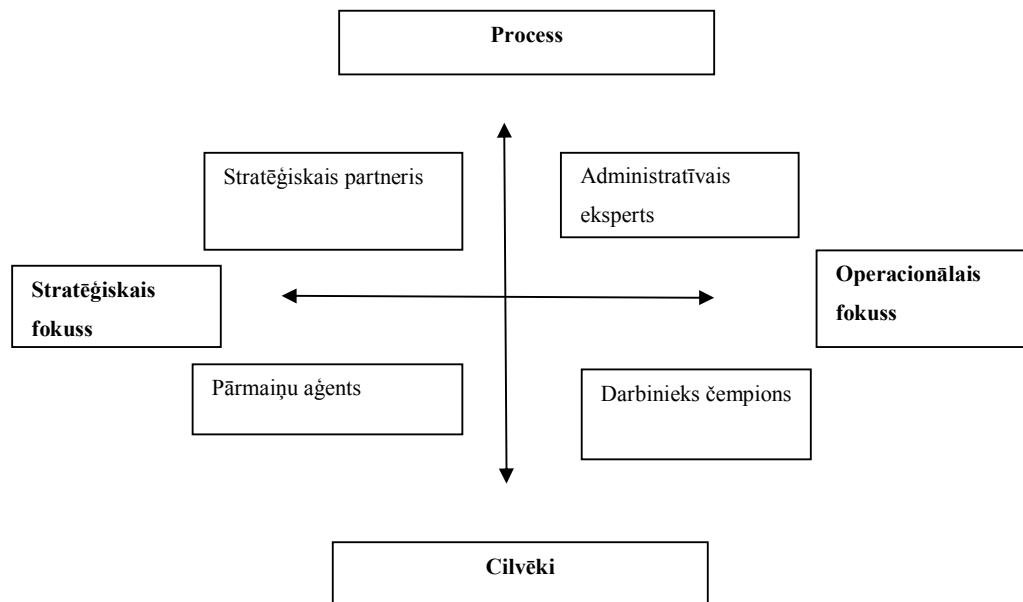 Process
Stratēģiskais partneris
Administratīvais
eksperts
Stratēģiskais
fokuss
Operacionālais
fokuss
Pārmaiņu aģents
Darbinieks čempions
Cilvēki